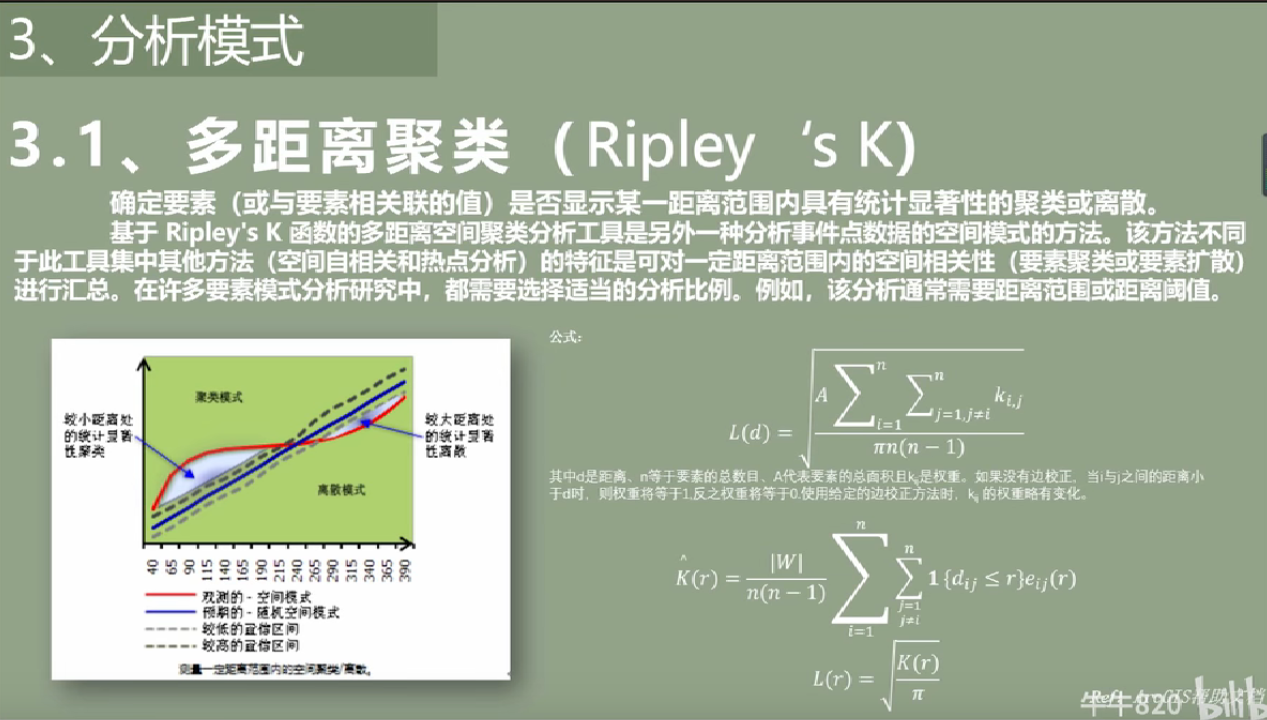 3、分析模式
3.1、多距离聚类（Ripley ‘s K）
确定要素（或与要素相关联的值）是否显示某一距离范围内具有统计显著性的聚类或离散。
基于 Ripley's K 函数的多距离空间聚类分析工具是另外一种分析事件点数据的空间模式的方法。该方法不同
于此工具集中其他方法（空间自相关和热点分析）的特征是可对一定距离范围内的空间相关性（要素聚类或要素扩散）
进行汇总。在许多要素模式分析研究中，都需要选择适当的分析比例。例如，该分析通常需要距离范围或距离阈值。
聚类模式
较小距离处
的统计显著
性聚类
较大距离处
的统计显著
性离散
离散模式
40 65 90 115 140 165 190 215 240 265 290 315 340 365 390
观测的 - 空间模式
预期的 - 随机空间模式
较低的置信区间
较高的置信区间
测量一定距离范围内的空间聚类/离散。
公式：
L(d) = √(A ∑_{i=1}^{n} ∑_{j=1,j≠i}^{n} k_{i,j} / πn(n − 1))
其中d是距离、n等于要素的总数目、A代表要素的总面积且k_{ij}是权重。如果没有边校正，当i与j之间的距离小
于d时，则权重将等于1.反之权重将等于0.使用给定的边校正方法时，k_{ij} 的权重略有变化。
K̂(r) = |W| / n(n − 1) ∑_{i=1}^{n} ∑_{j=1, j≠i}^{n} 1{d_{ij} ≤ r}e_{ij}(r)
L(r) = √(K(r) / π)
牛牛820 bilib